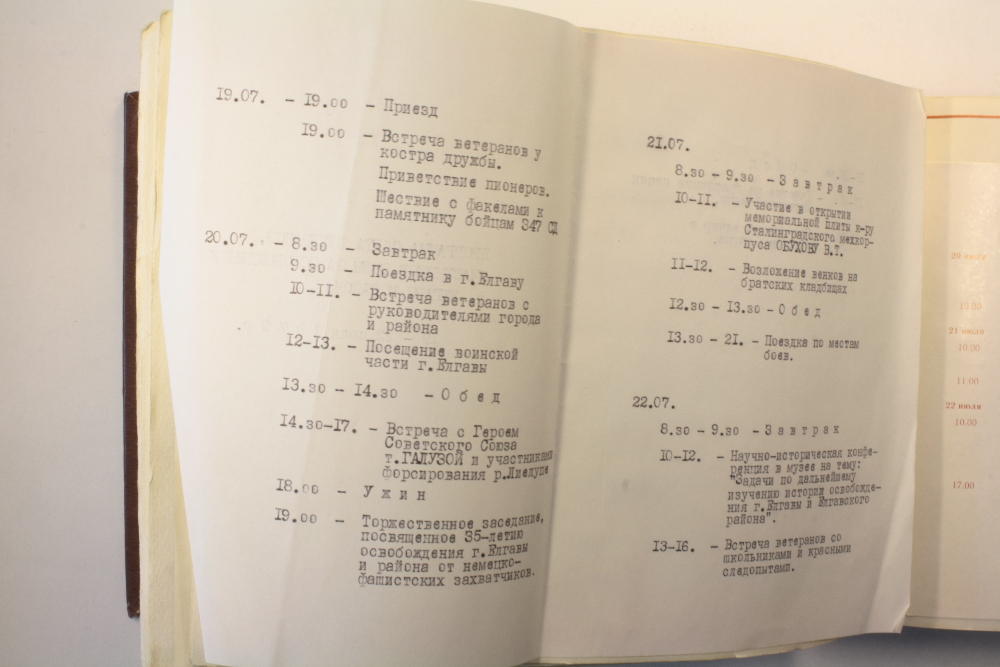 19.07. - 19.00 - Приезд
19.00 - Встреча ветеранов у
костра дружбы.
Приветствие пионеров.
Шествие с факелами к
памятнику бойцам 347 СД
20.07. - 8.30 - Завтрак
9.30 - Поездка в г.Елгаву
10-11. - Встреча ветеранов с
руководителями города
и района
12-13. - Посещение воинской
части г.Елгавы
13.30 - 14.30 - О б е д
14.30-17. - Встреча с Героем
Советского Союза
т.ГАЛУЗОЙ и участниками
форсирования р.Лиелупе
18.00 - У ж и н
19.00 - Торжественное заседание,
посвященное 35-летию
освобождения г.Елгавы
и района от немецко-
фашистских захватчиков.
21.07.
8.30 - 9.30 - З а в т р а к
10-11. - Участие в открытии
мемориальной плиты к-ру
Сталинградского мехкор-
пуса ОБУХОВУ В.Т.
11-12. - Возложение венков на
братских кладбищах
12.30 - 13.30 - О б е д
13.30 - 21. - Поездка по местам
боев.
22.07.
8.30 - 9.30 - З а в т р а к
10-12. - Научно-историческая конфе-
ренция в музее на тему:
"Задачи по дальнейшему
изучению истории освобожде-
ния г.Елгавы и Елгавского
района".
13-16. - Встреча ветеранов со
школьниками и красными
следопытами.
20 июля
10.00
21 июля
10.00
11.00
22 июля
10.00
17.00